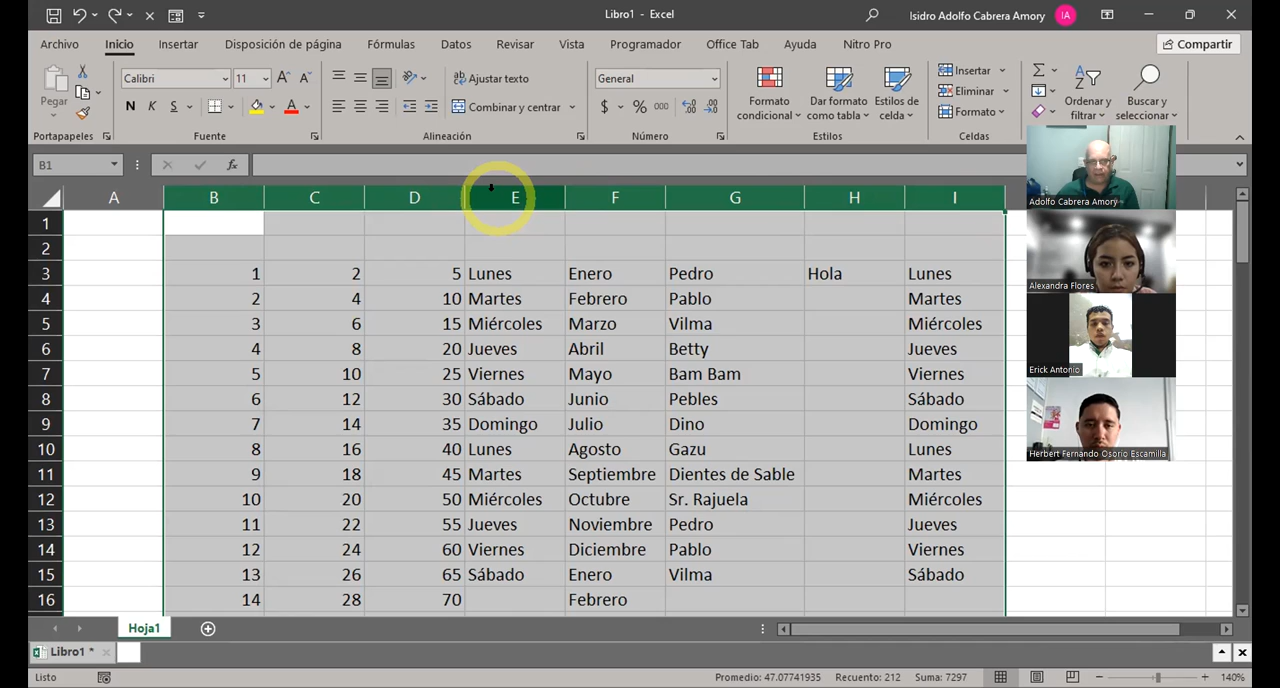 Libro1 - Excel
Isidro Adolfo Cabrera Amory IA
Archivo Inicio Insertar Disposición de página Fórmulas Datos Revisar Vista Programador Office Tab Ayuda Nitro Pro Compartir
Pegar
Calibri 11
N K S
Ajustar texto
Combinar y centrar
General
$ % 000
Formato condicional
Dar formato como tabla
Estilos de celda
Insertar
Eliminar
Formato
Ordenar y filtrar
Buscar y seleccionar
Portapapeles Fuente Alineación Número Estilos Celdas
B1 fx
A B C D E F G H I
1
2
3 1 2 5 Lunes Enero Pedro Hola Lunes
4 2 4 10 Martes Febrero Pablo Martes
5 3 6 15 Miércoles Marzo Vilma Miércoles
6 4 8 20 Jueves Abril Betty Jueves
7 5 10 25 Viernes Mayo Bam Bam Viernes
8 6 12 30 Sábado Junio Pebles Sábado
9 7 14 35 Domingo Julio Dino Domingo
10 8 16 40 Lunes Agosto Gazu Lunes
11 9 18 45 Martes Septiembre Dientes de Sable Martes
12 10 20 50 Miércoles Octubre Sr. Rajuela Miércoles
13 11 22 55 Jueves Noviembre Pedro Jueves
14 12 24 60 Viernes Diciembre Pablo Viernes
15 13 26 65 Sábado Enero Vilma Sábado
16 14 28 70 Febrero
Adolfo Cabrera Amory
Alexandra Flores
Erick Antonio
Herbert Fernando Osorio Escamilla
Hoja1
Libro1 *
Listo Promedio: 47.07741935 Recuento: 212 Suma: 7297 140%